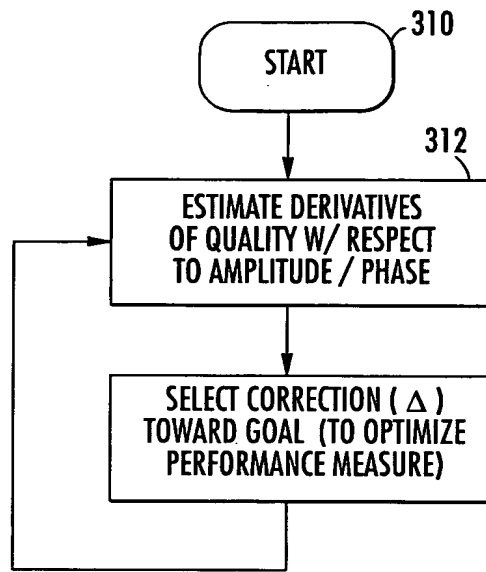 310
START
312
ESTIMATE DERIVATIVES
OF QUALITY W/ RESPECT
TO AMPLITUDE / PHASE
SELECT CORRECTION ( Δ )
TOWARD GOAL (TO OPTIMIZE
PERFORMANCE MEASURE)